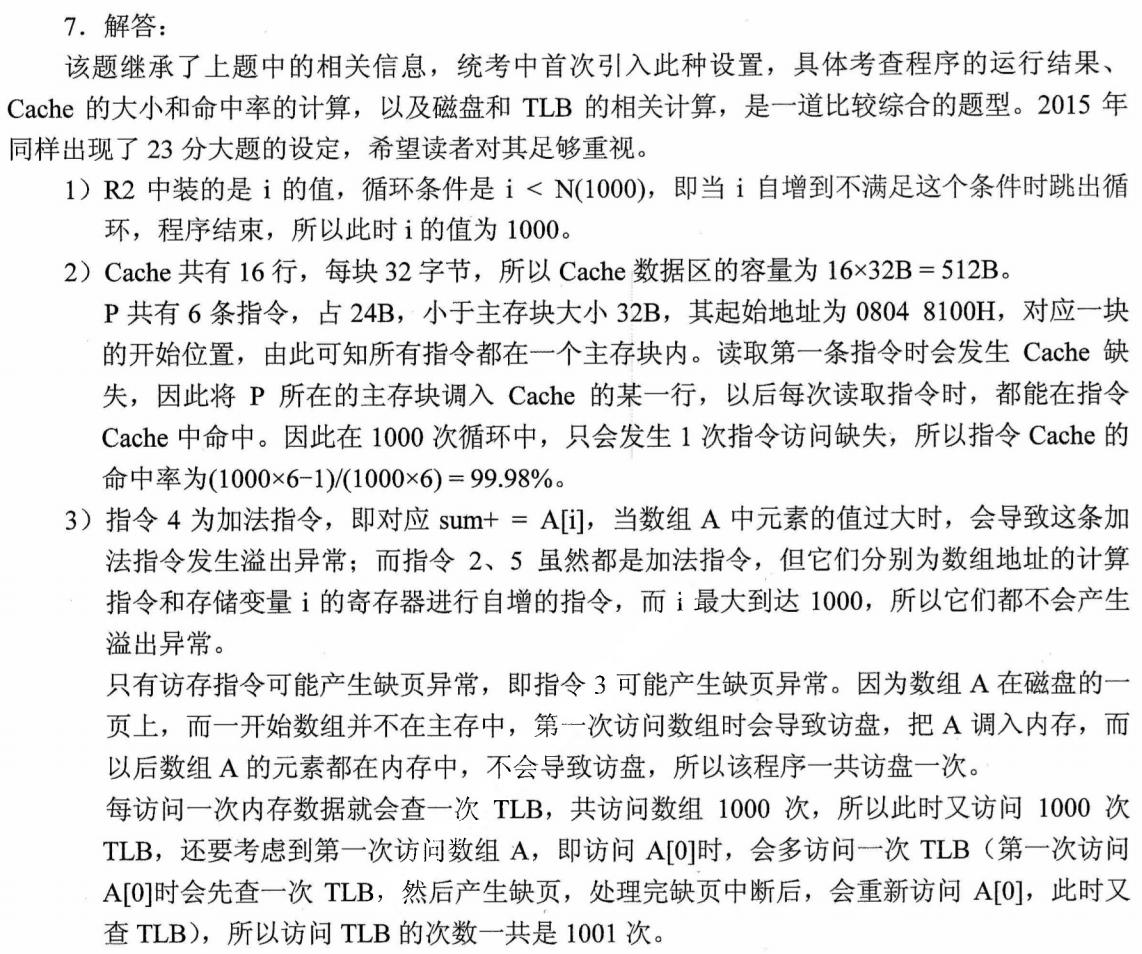 7．解答：
该题继承了上题中的相关信息，统考中首次引入此种设置，具体考查程序的运行结果、
Cache 的大小和命中率的计算，以及磁盘和 TLB 的相关计算，是一道比较综合的题型。2015 年
同样出现了 23 分大题的设定，希望读者对其足够重视。
1）R2 中装的是 i 的值，循环条件是 i < N(1000)，即当 i 自增到不满足这个条件时跳出循
环，程序结束，所以此时 i 的值为 1000。
2）Cache 共有 16 行，每块 32 字节，所以 Cache 数据区的容量为 16×32B = 512B。
P 共有 6 条指令，占 24B，小于主存块大小 32B，其起始地址为 0804 8100H，对应一块
的开始位置，由此可知所有指令都在一个主存块内。读取第一条指令时会发生 Cache 缺
失，因此将 P 所在的主存块调入 Cache 的某一行，以后每次读取指令时，都能在指令
Cache 中命中。因此在 1000 次循环中，只会发生 1 次指令访问缺失，所以指令 Cache 的
命中率为(1000×6−1)/(1000×6) = 99.98%。
3）指令 4 为加法指令，即对应 sum+ = A[i]，当数组 A 中元素的值过大时，会导致这条加
法指令发生溢出异常；而指令 2、5 虽然都是加法指令，但它们分别为数组地址的计算
指令和存储变量 i 的寄存器进行自增的指令，而 i 最大到达 1000，所以它们都不会产生
溢出异常。
只有访存指令可能产生缺页异常，即指令 3 可能产生缺页异常。因为数组 A 在磁盘的一
页上，而一开始数组并不在主存中，第一次访问数组时会导致访盘，把 A 调入内存，而
以后数组 A 的元素都在内存中，不会导致访盘，所以该程序一共访盘一次。
每访问一次内存数据就会查一次 TLB，共访问数组 1000 次，所以此时又访问 1000 次
TLB，还要考虑到第一次访问数组 A，即访问 A[0]时，会多访问一次 TLB（第一次访问
A[0]时会先查一次 TLB，然后产生缺页，处理完缺页中断后，会重新访问 A[0]，此时又
查 TLB），所以访问 TLB 的次数一共是 1001 次。